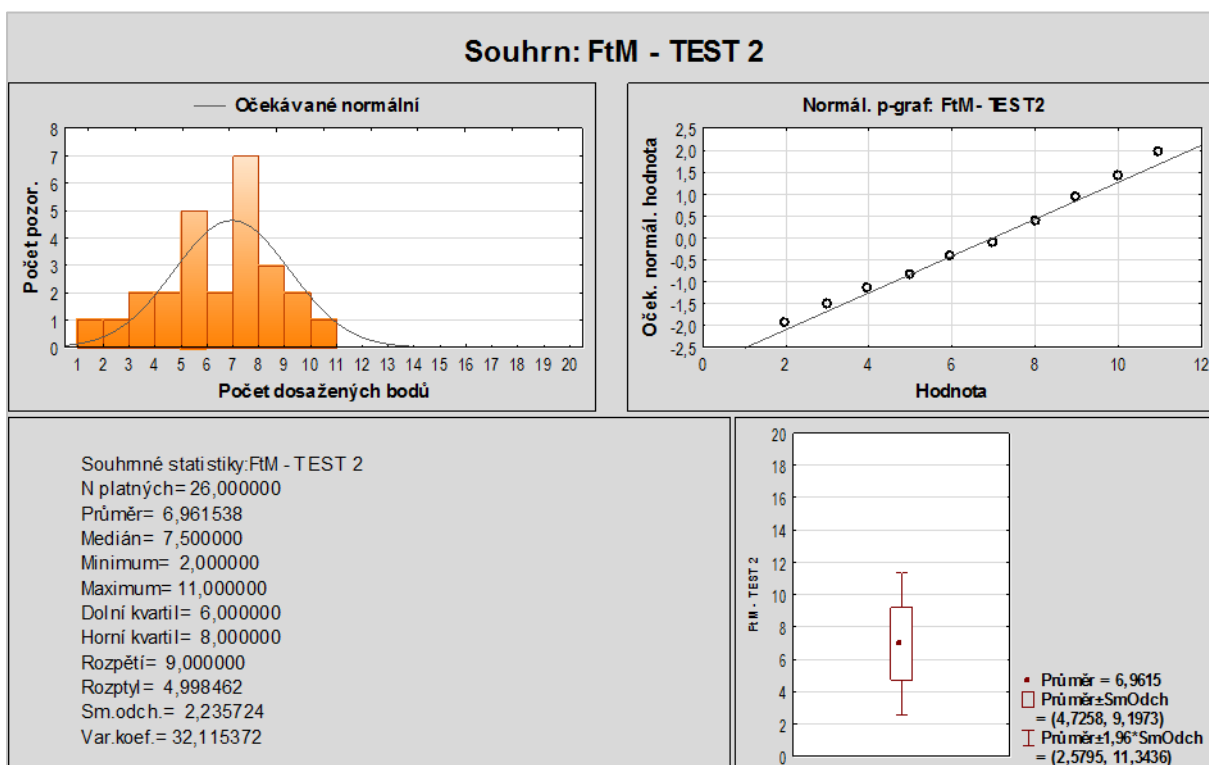 Souhrn: FtM - TEST 2
Očekávané normální
8
7
6
5
4
3
2
1
0
Počet pozor.
1 2 3 4 5 6 7 8 9 10 11 12 13 14 15 16 17 18 19 20
Počet dosažených bodů
Normál. p-graf: FtM - TEST2
2,5
2,0
1,5
1,0
0,5
0,0
-0,5
-1,0
-1,5
-2,0
-2,5
Oček. normál. hodnota
0 2 4 6 8 10 12
Hodnota
Souhrnné statistiky:FtM - TEST 2
N platných= 26,000000
Průměr= 6,961538
Medián= 7,500000
Minimum= 2,000000
Maximum= 11,000000
Dolní kvartil= 6,000000
Horní kvartil= 8,000000
Rozpětí= 9,000000
Rozptyl= 4,998462
Sm.odch.= 2,235724
Var.koef.= 32,115372
20
18
16
14
12
10
8
6
4
2
0
FtM - TEST 2
Průměr = 6,9615
Průměr±SmOdch
= (4,7258, 9,1973)
Průměr±1,96*SmOdch
= (2,5795, 11,3436)